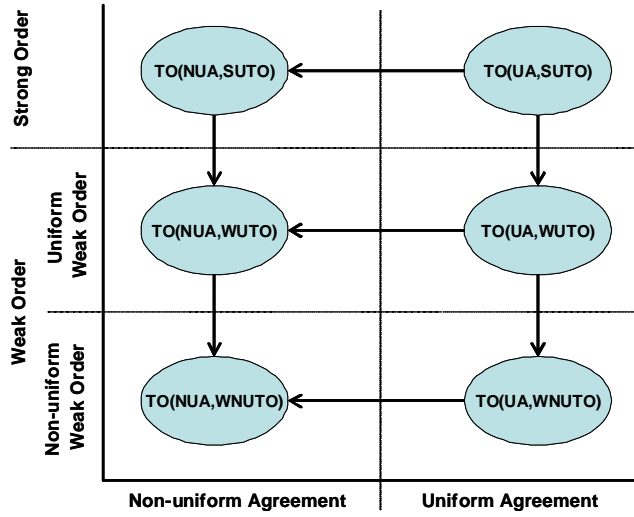 Strong Order
TO(NUA,SUTO)
TO(UA,SUTO)
Weak Order
Uniform
Weak Order
TO(NUA,WUTO)
TO(UA,WUTO)
Non-uniform
Weak Order
TO(NUA,WNUTO)
TO(UA,WNUTO)
Non-uniform Agreement
Uniform Agreement